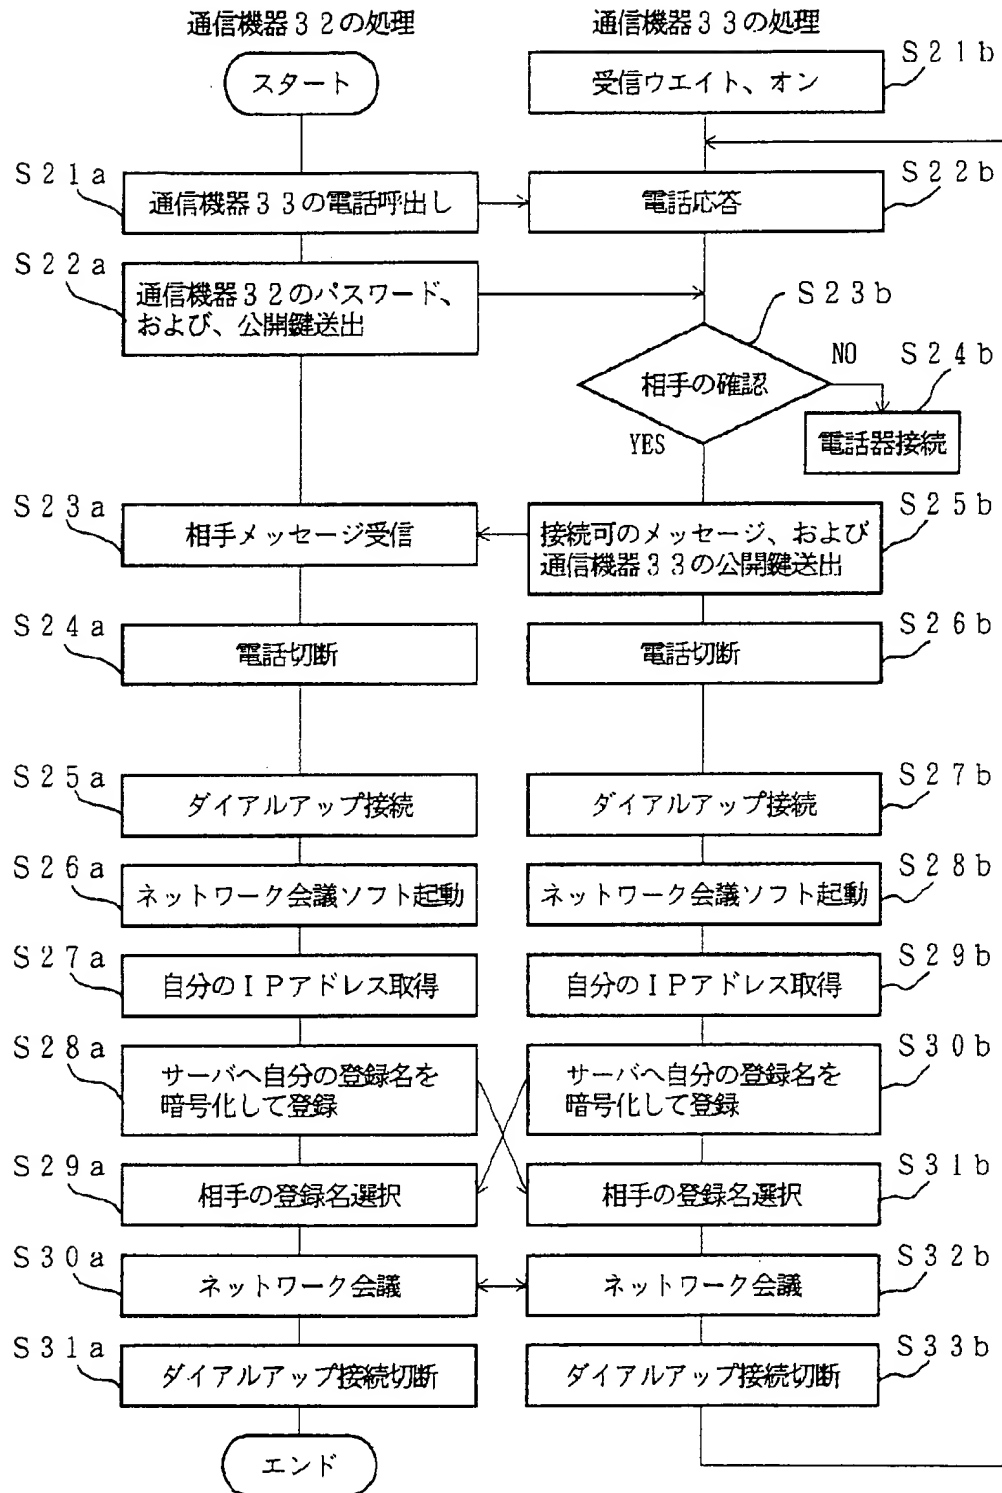 通信機器32の処理
通信機器33の処理
スタート
受信ウエイト、オン
S21b
S21a
通信機器33の電話呼出し
電話応答
S22b
S22a
通信機器32のパスワード、
および、公開鍵送出
S23b
相手の確認
NO
S24b
電話器接続
YES
S23a
相手メッセージ受信
接続可のメッセージ、および
通信機器33の公開鍵送出
S25b
S24a
電話切断
電話切断
S26b
S25a
ダイアルアップ接続
ダイアルアップ接続
S27b
S26a
ネットワーク会議ソフト起動
ネットワーク会議ソフト起動
S28b
S27a
自分のIPアドレス取得
自分のIPアドレス取得
S29b
S28a
サーバへ自分の登録名を
暗号化して登録
サーバへ自分の登録名を
暗号化して登録
S30b
S29a
相手の登録名選択
相手の登録名選択
S31b
S30a
ネットワーク会議
ネットワーク会議
S32b
S31a
ダイアルアップ接続切断
ダイアルアップ接続切断
S33b
エンド